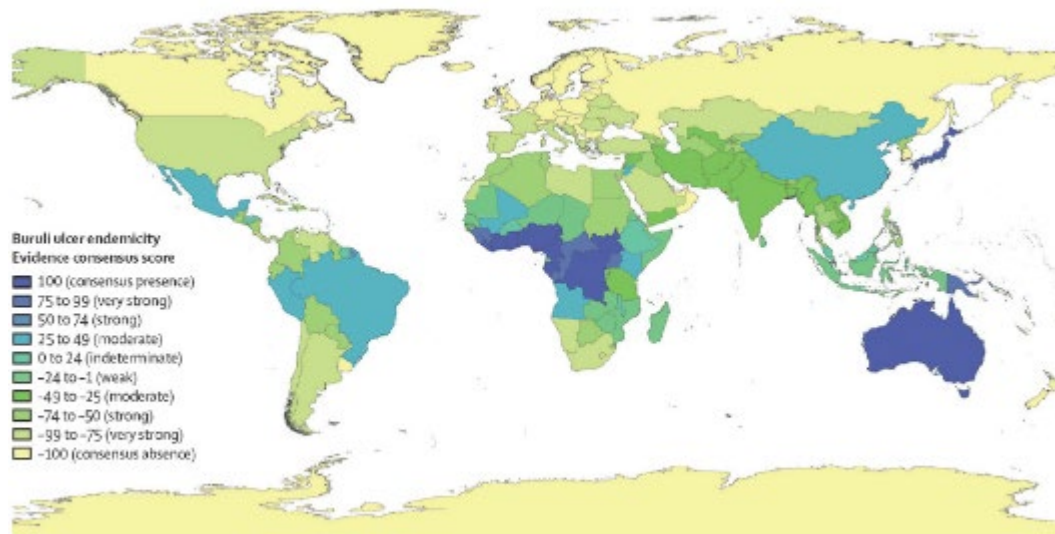 Buruli ulcer endemicity
Evidence consensus score
100 (consensus presence)
75 to 99 (very strong)
50 to 74 (strong)
25 to 49 (moderate)
0 to 24 (indeterminate)
–24 to –1 (weak)
–49 to –25 (moderate)
–74 to –50 (strong)
–99 to –75 (very strong)
–100 (consensus absence)